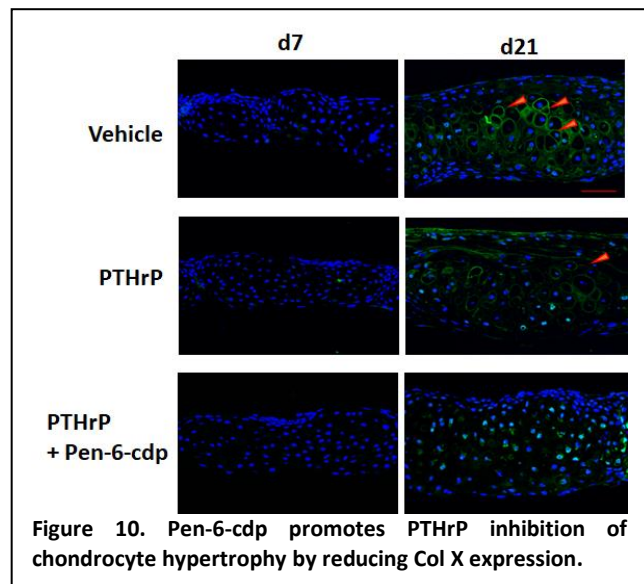 d7 d21
Vehicle
PTHrP
PTHrP
+ Pen-6-cdp
Figure 10. Pen-6-cdp promotes PTHrP inhibition of
chondrocyte hypertrophy by reducing Col X expression.